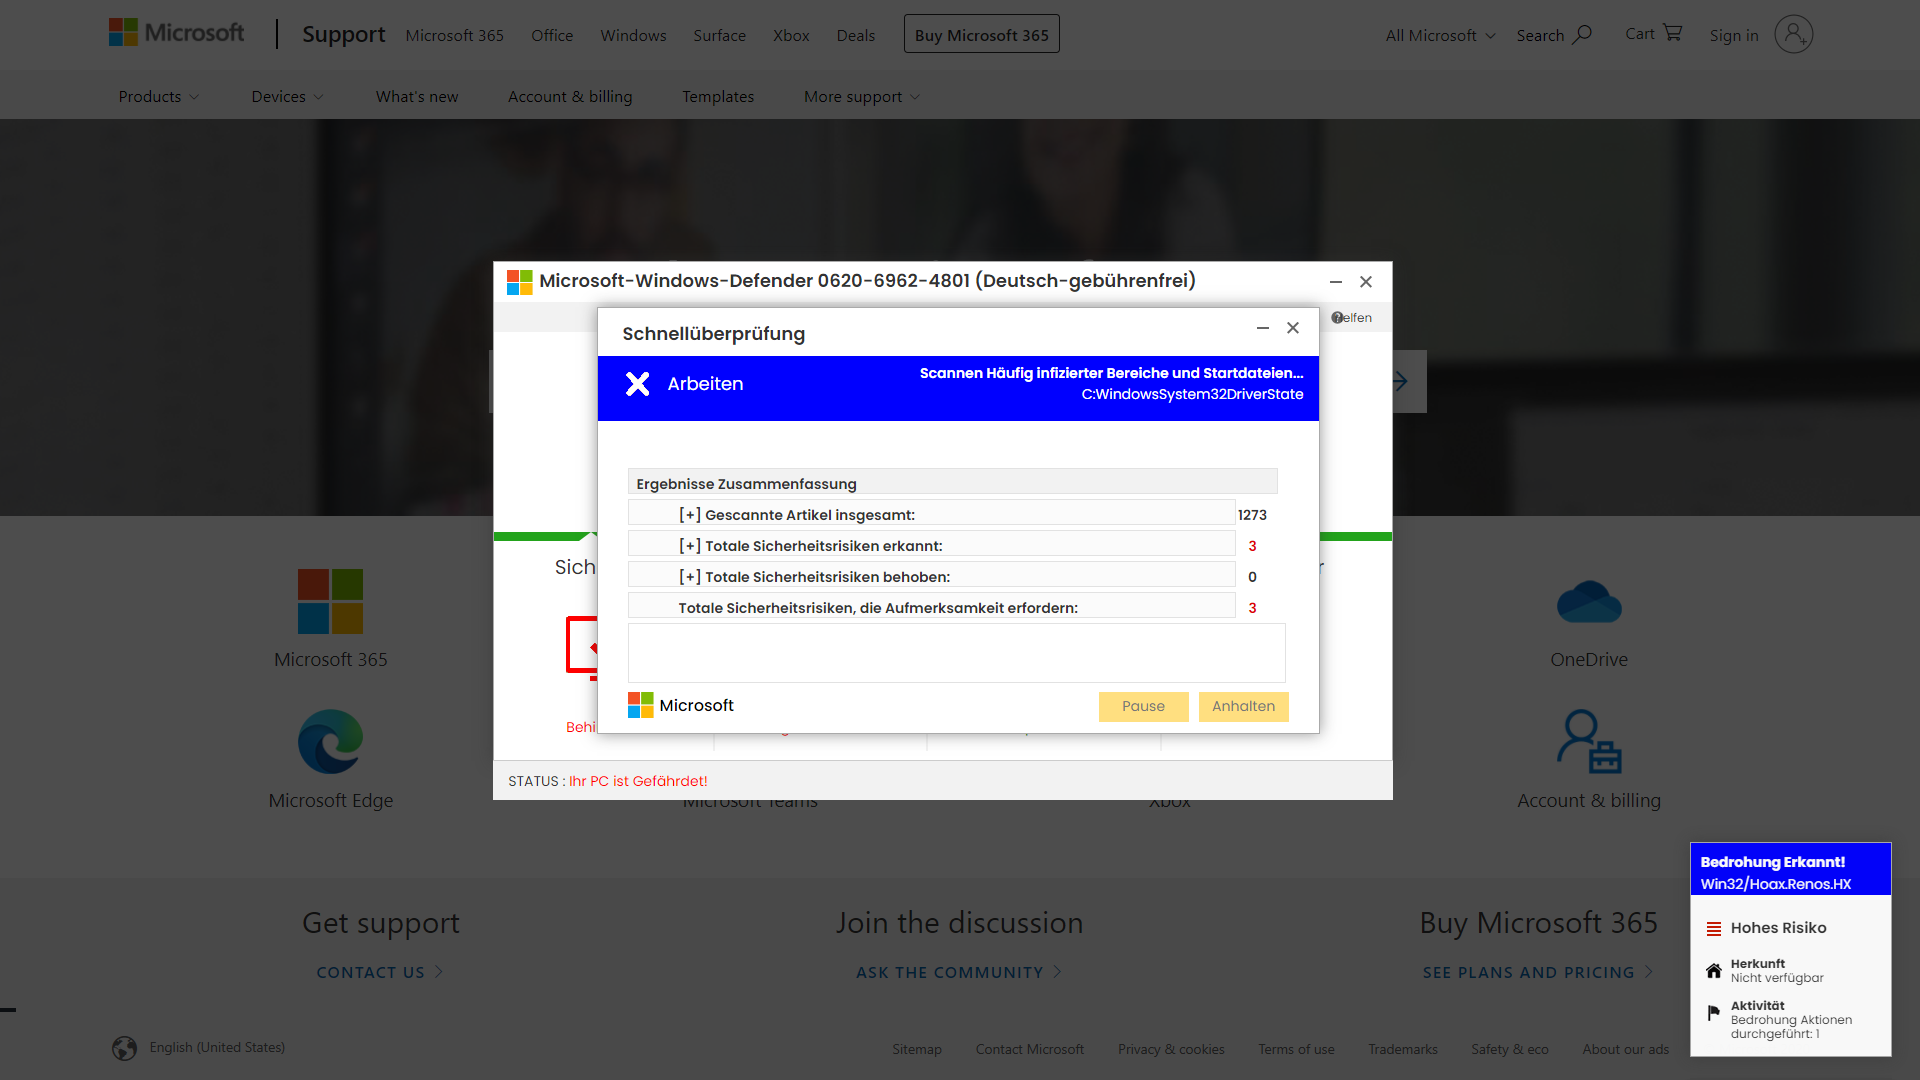 Microsoft
Support
Microsoft 365
Office
Windows
Surface
Xbox
Deals
Buy Microsoft 365
All Microsoft
Search
Cart
Sign in
Products
Devices
What's new
Account & billing
Templates
More support
Microsoft-Windows-Defender 0620-6962-4801 (Deutsch-gebührenfrei)
elfen
Schnellüberprüfung
Arbeiten
Scannen Häufig infizierter Bereiche und Startdateien...
C:WindowsSystem32DriverState
Ergebnisse Zusammenfassung
[+] Gescannte Artikel insgesamt: 1273
[+] Totale Sicherheitsrisiken erkannt: 3
[+] Totale Sicherheitsrisiken behoben: 0
Totale Sicherheitsrisiken, die Aufmerksamkeit erfordern: 3
Microsoft
Pause
Anhalten
Sich
Behi
STATUS : Ihr PC ist Gefährdet!
Microsoft 365
OneDrive
Microsoft Edge
Microsoft Teams
Xbox
Account & billing
Bedrohung Erkannt!
Win32/Hoax.Renos.HX
Hohes Risiko
Herkunft
Nicht verfügbar
Aktivität
Bedrohung Aktionen
durchgeführt: 1
Get support
CONTACT US
Join the discussion
ASK THE COMMUNITY
Buy Microsoft 365
SEE PLANS AND PRICING
English (United States)
Sitemap
Contact Microsoft
Privacy & cookies
Terms of use
Trademarks
Safety & eco
About our ads